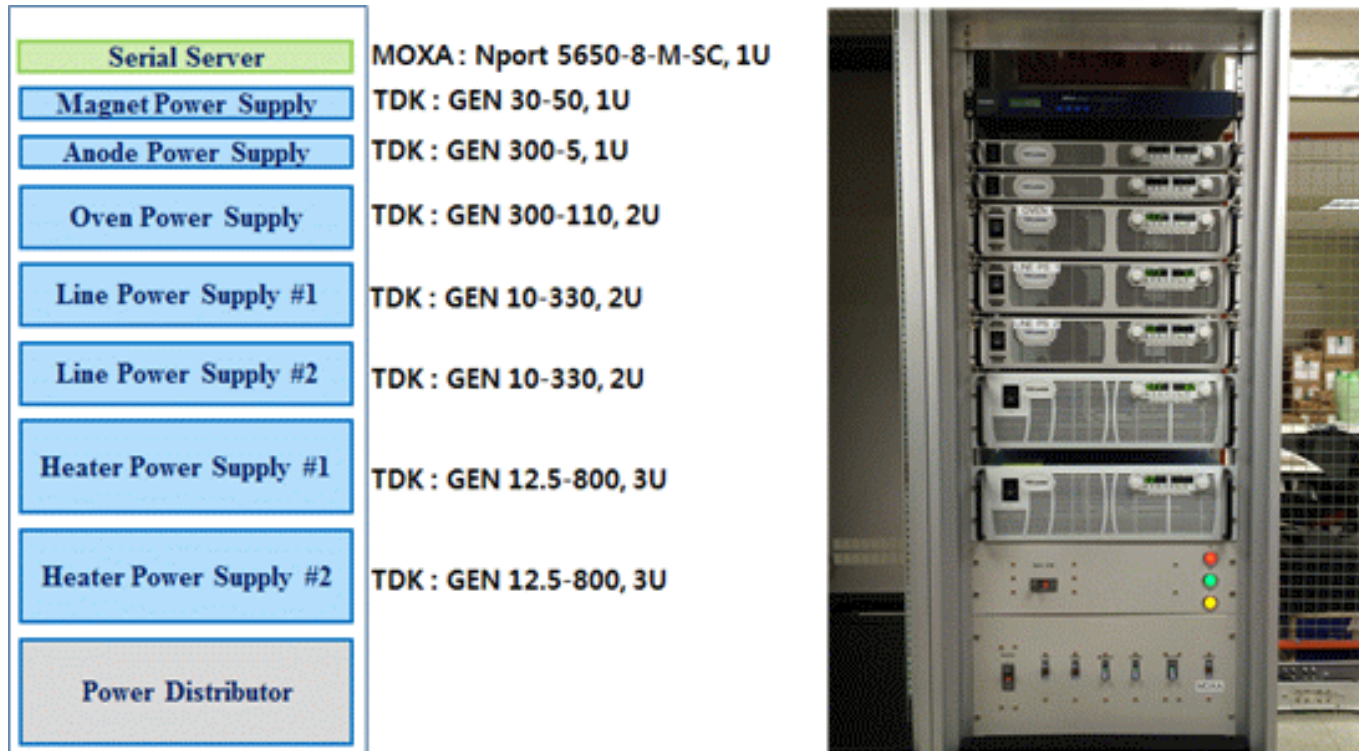 Serial Server MOXA : Nport 5650-8-M-SC, 1U
Magnet Power Supply TDK : GEN 30-50, 1U
Anode Power Supply TDK : GEN 300-5, 1U
Oven Power Supply TDK : GEN 300-110, 2U
Line Power Supply #1 TDK : GEN 10-330, 2U
Line Power Supply #2 TDK : GEN 10-330, 2U
Heater Power Supply #1 TDK : GEN 12.5-800, 3U
Heater Power Supply #2 TDK : GEN 12.5-800, 3U
Power Distributor
OVEN
MOXA